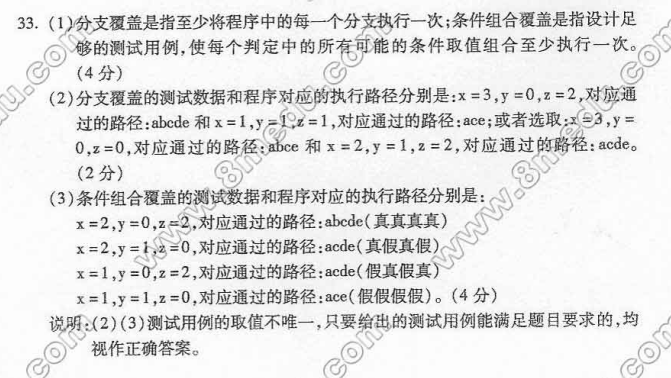 33. (1)分支覆盖是指至少将程序中的每一个分支执行一次;条件组合覆盖是指设计足
够的测试用例,使每个判定中的所有可能的条件取值组合至少执行一次。
(4 分)
(2)分支覆盖的测试数据和程序对应的执行路径分别是:x=3,y=0,z=2,对应通
过的路径:abcde 和 x=1,y=1,z=1,对应通过的路径:ace;或者选取:x=3,y=
0,z=0,对应通过的路径:abce 和 x=2,y=1,z=2,对应通过的路径:acde。
(2 分)
(3)条件组合覆盖的测试数据和程序对应的执行路径分别是:
x=2,y=0,z=2,对应通过的路径:abcde(真真真真)
x=2,y=1,z=0,对应通过的路径:acde(真假真假)
x=1,y=0,z=2,对应通过的路径:acde(假真假真)
x=1,y=1,z=0,对应通过的路径:ace(假假假假)。(4 分)
说明:(2)(3)测试用例的取值不唯一,只要给出的测试用例能满足题目要求的,均
视作正确答案。
www.8medu.com